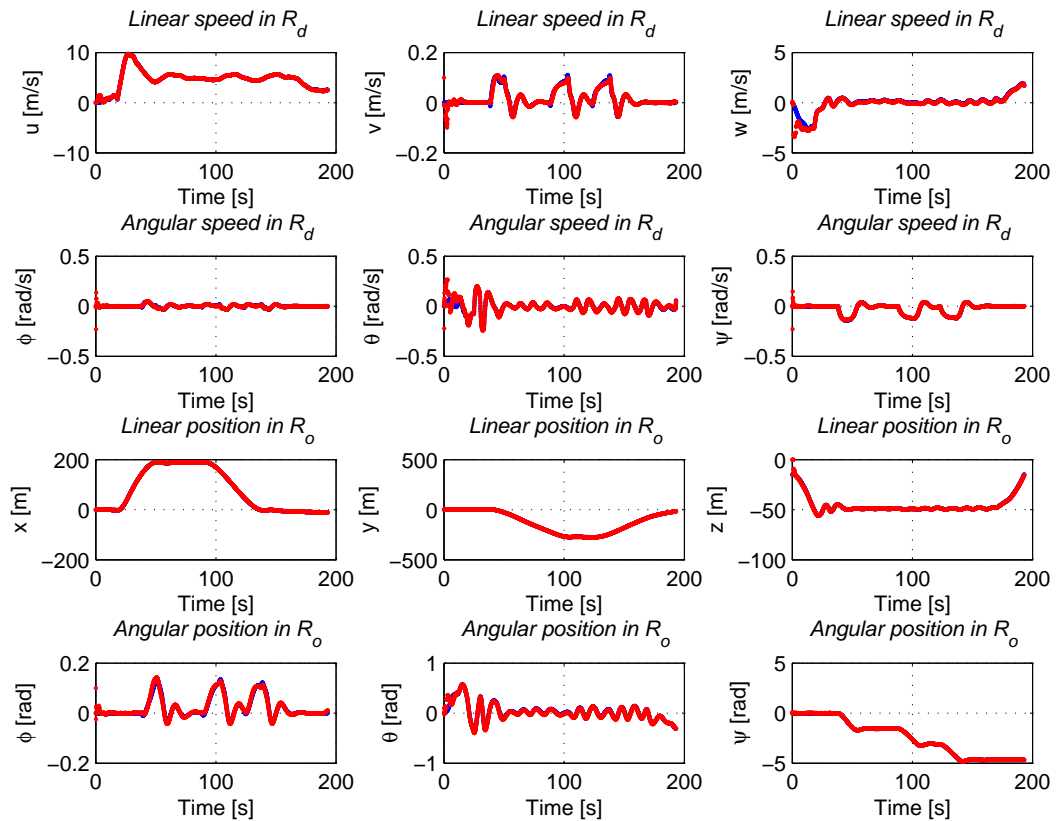 Linear speed in R_d
Linear speed in R_d
Linear speed in R_d
10
0
−10
u [m/s]
0
100
200
Time [s]
0.2
0
−0.2
v [m/s]
0
100
200
Time [s]
5
0
−5
w [m/s]
0
100
200
Time [s]
Angular speed in R_d
Angular speed in R_d
Angular speed in R_d
0.5
0
−0.5
ϕ [rad/s]
0
100
200
Time [s]
0.5
0
−0.5
θ [rad/s]
0
100
200
Time [s]
0.5
0
−0.5
ψ [rad/s]
0
100
200
Time [s]
Linear position in R_o
Linear position in R_o
Linear position in R_o
200
0
−200
x [m]
0
100
200
Time [s]
500
0
−500
y [m]
0
100
200
Time [s]
0
−50
−100
z [m]
0
100
200
Time [s]
Angular position in R_o
Angular position in R_o
Angular position in R_o
0.2
0
−0.2
ϕ [rad]
0
100
200
Time [s]
1
0
−1
θ [rad]
0
100
200
Time [s]
5
0
−5
ψ [rad]
0
100
200
Time [s]